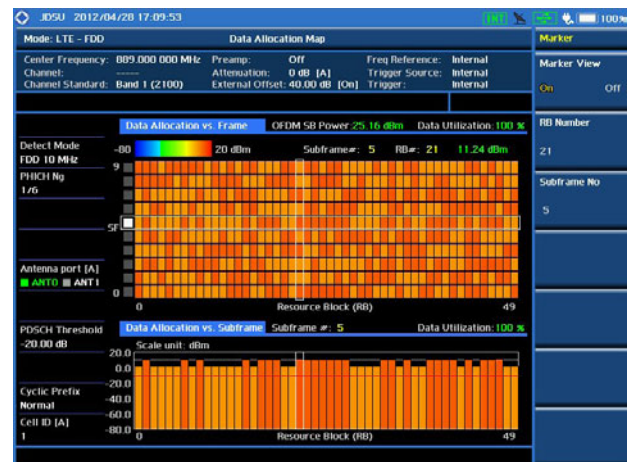 JDSU 2012/04/28 17:09:53 [INT] 100%
Mode: LTE - FDD Data Allocation Map Marker
Center Frequency: 889.000 000 MHz Preamp: Off Freq Reference: Internal
Channel: ----- Attenuation: 0 dB [A] Trigger Source: Internal
Channel Standard: Band 1 (2100) External Offset: 40.00 dB [On] Trigger: Internal
Marker View
On Off
Data Allocation vs. Frame OFDM SB Power:25.16 dBm Data Utilization:100 %
RB Number
21
Detect Mode
FDD 10 MHz
-80 20 dBm Subframe#: 5 RB#: 21 11.24 dBm
PHICH Ng
1/6
9
Subframe No
5
SF
Antenna port [A]
ANT0 ANT1
0
0 Resource Block (RB) 49
PDSCH Threshold
-20.00 dB
Data Allocation vs. Subframe Subframe #: 5 Data Utilization:100 %
Scale unit: dBm
20.0
0.0
-20.0
-40.0
-60.0
-80.0
Cyclic Prefix
Normal
Cell ID [A]
1
0 Resource Block (RB) 49